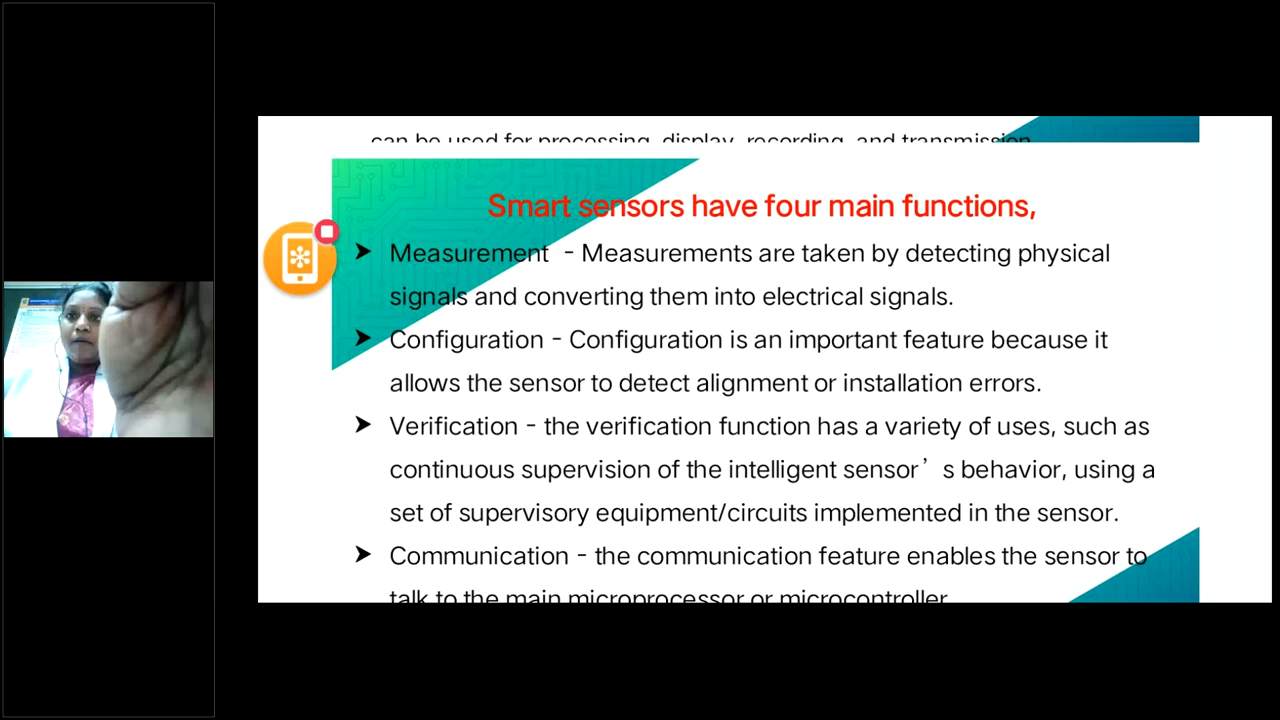 can be used for processing, display, recording, and transmission
Smart sensors have four main functions,
➤ Measurement - Measurements are taken by detecting physical
signals and converting them into electrical signals.
➤ Configuration - Configuration is an important feature because it
allows the sensor to detect alignment or installation errors.
➤ Verification - the verification function has a variety of uses, such as
continuous supervision of the intelligent sensor’ s behavior, using a
set of supervisory equipment/circuits implemented in the sensor.
➤ Communication - the communication feature enables the sensor to
talk to the main microprocessor or microcontroller